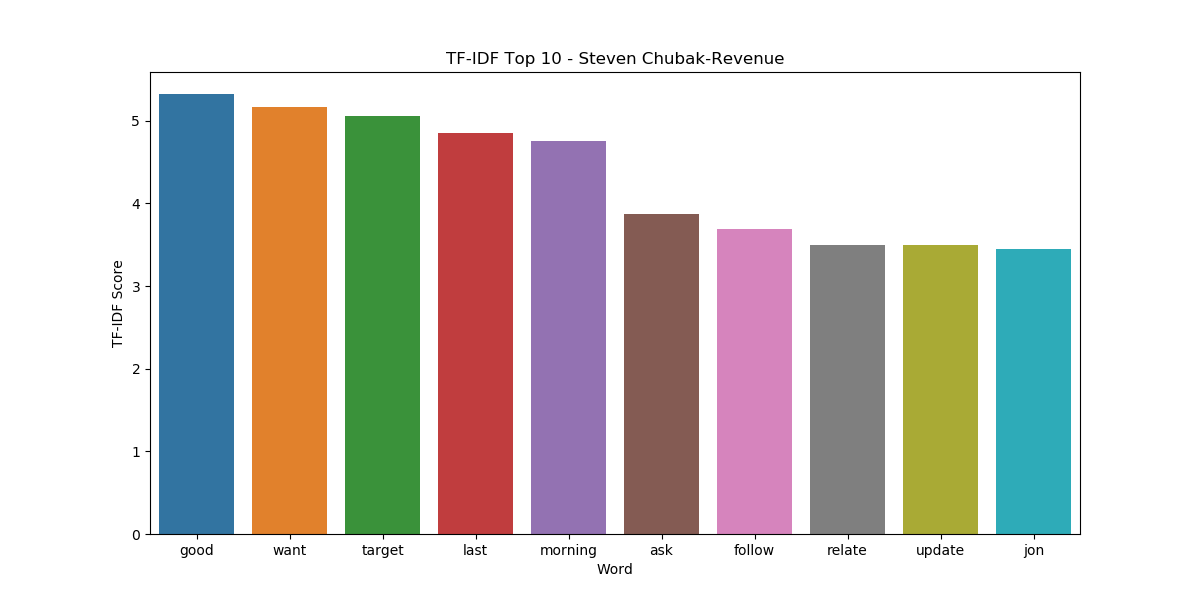 TF-IDF Top 10 - Steven Chubak-Revenue
TF-IDF Score
5
4
3
2
1
0
good want target last morning ask follow relate update jon
Word